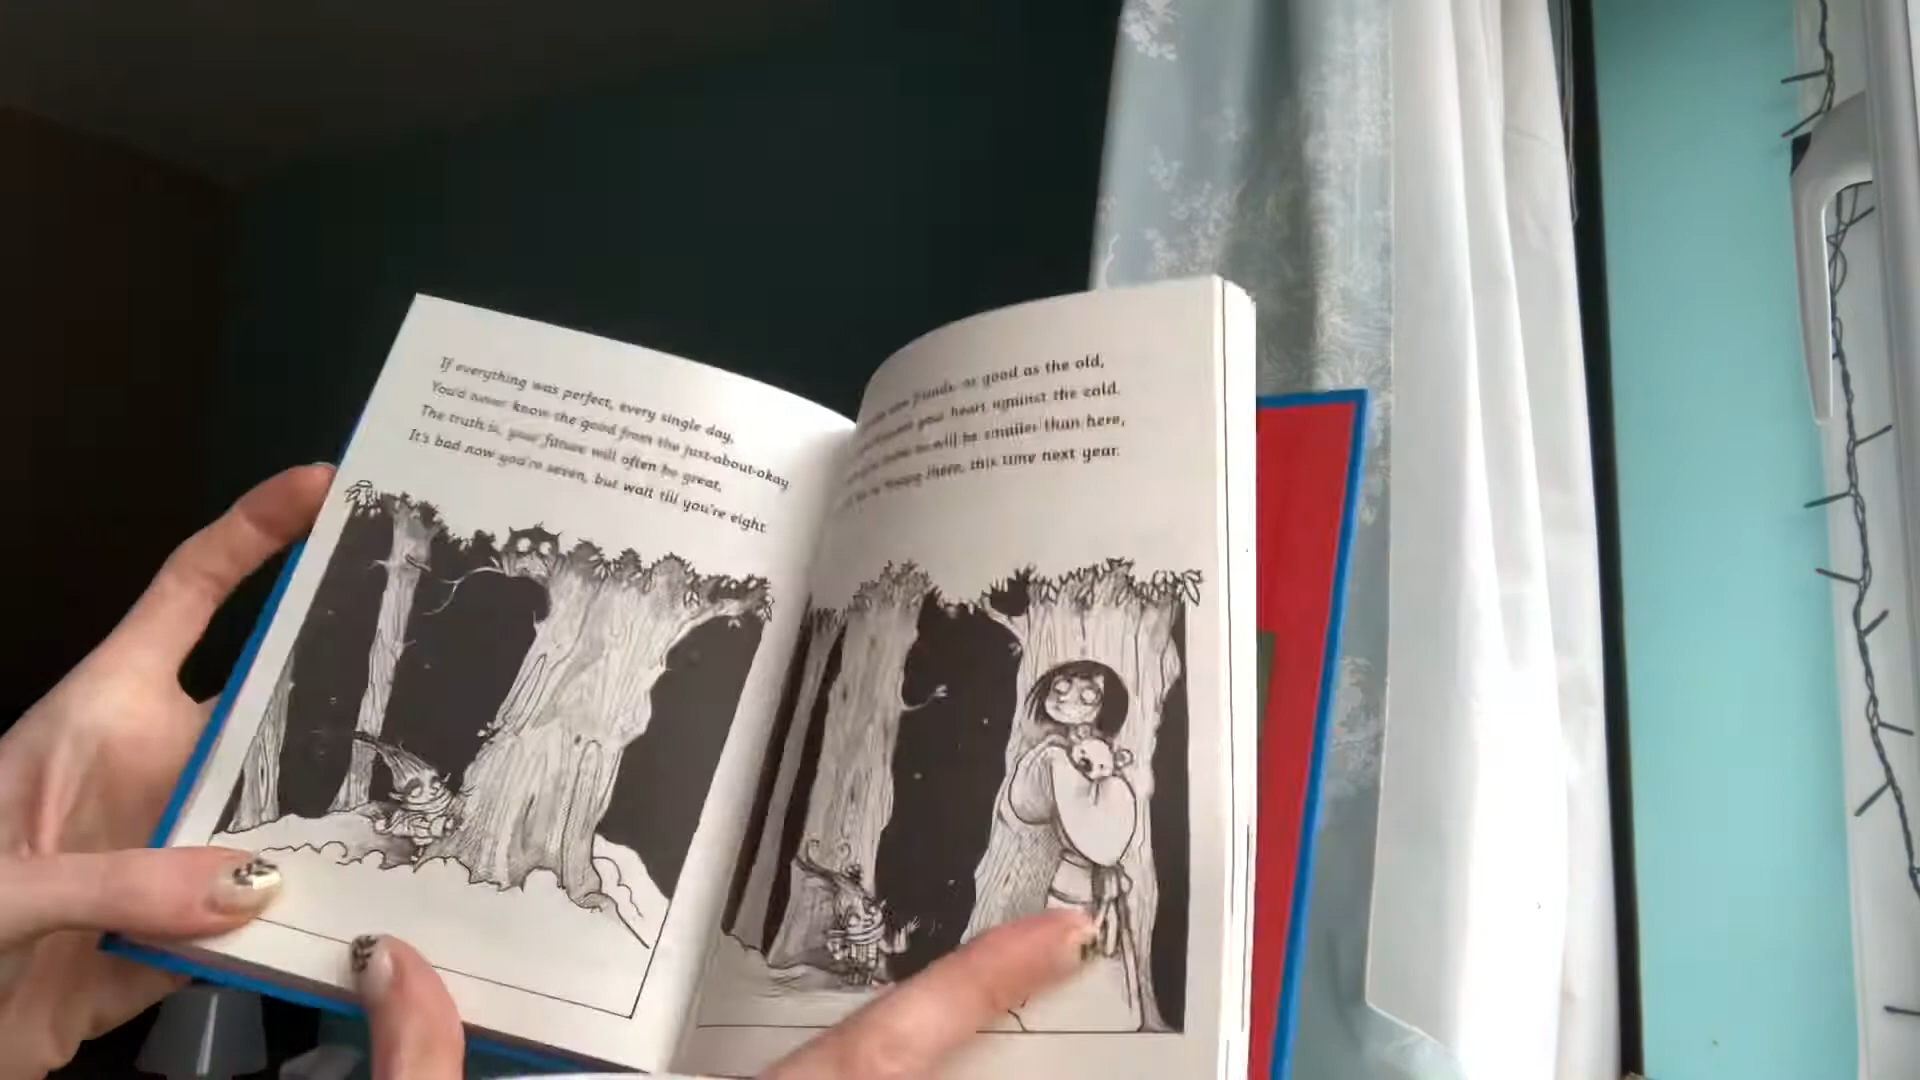 If everything was perfect, every single day,
You'd never know the good from the just-about-okay
The truth is, your future will often be great,
It's bad now you're seven, but wait till you're eight.
new friends as good as the old,
your heart against the cold.
will be smaller than here,
happy there, this time next year.